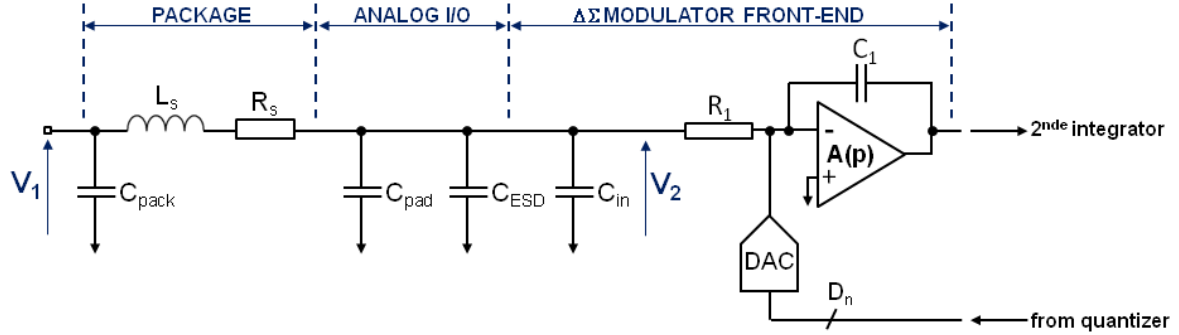 PACKAGE ANALOG I/O ΔΣ MODULATOR FRONT-END
C1
Ls Rs R1
- A(p) +
2nde integrator
V1 Cpack Cpad CESD Cin V2
DAC
Dn
from quantizer